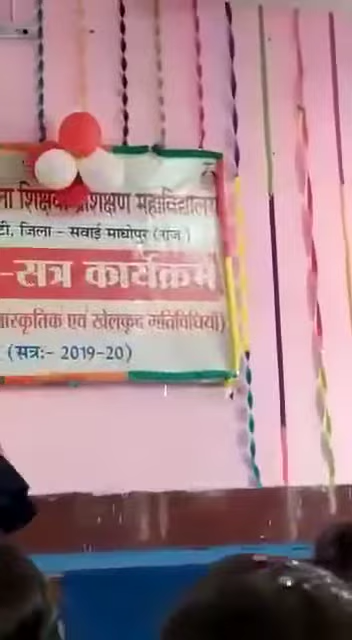 शिक्षक प्रशिक्षण महाविद्यालय
टी, जिला - सवाई माधोपुर (राज.)
-सत्र कार्यक्रम
सांस्कृतिक एवं खेलकूद गतिविधियाँ)
(सत्र:- 2019-20)